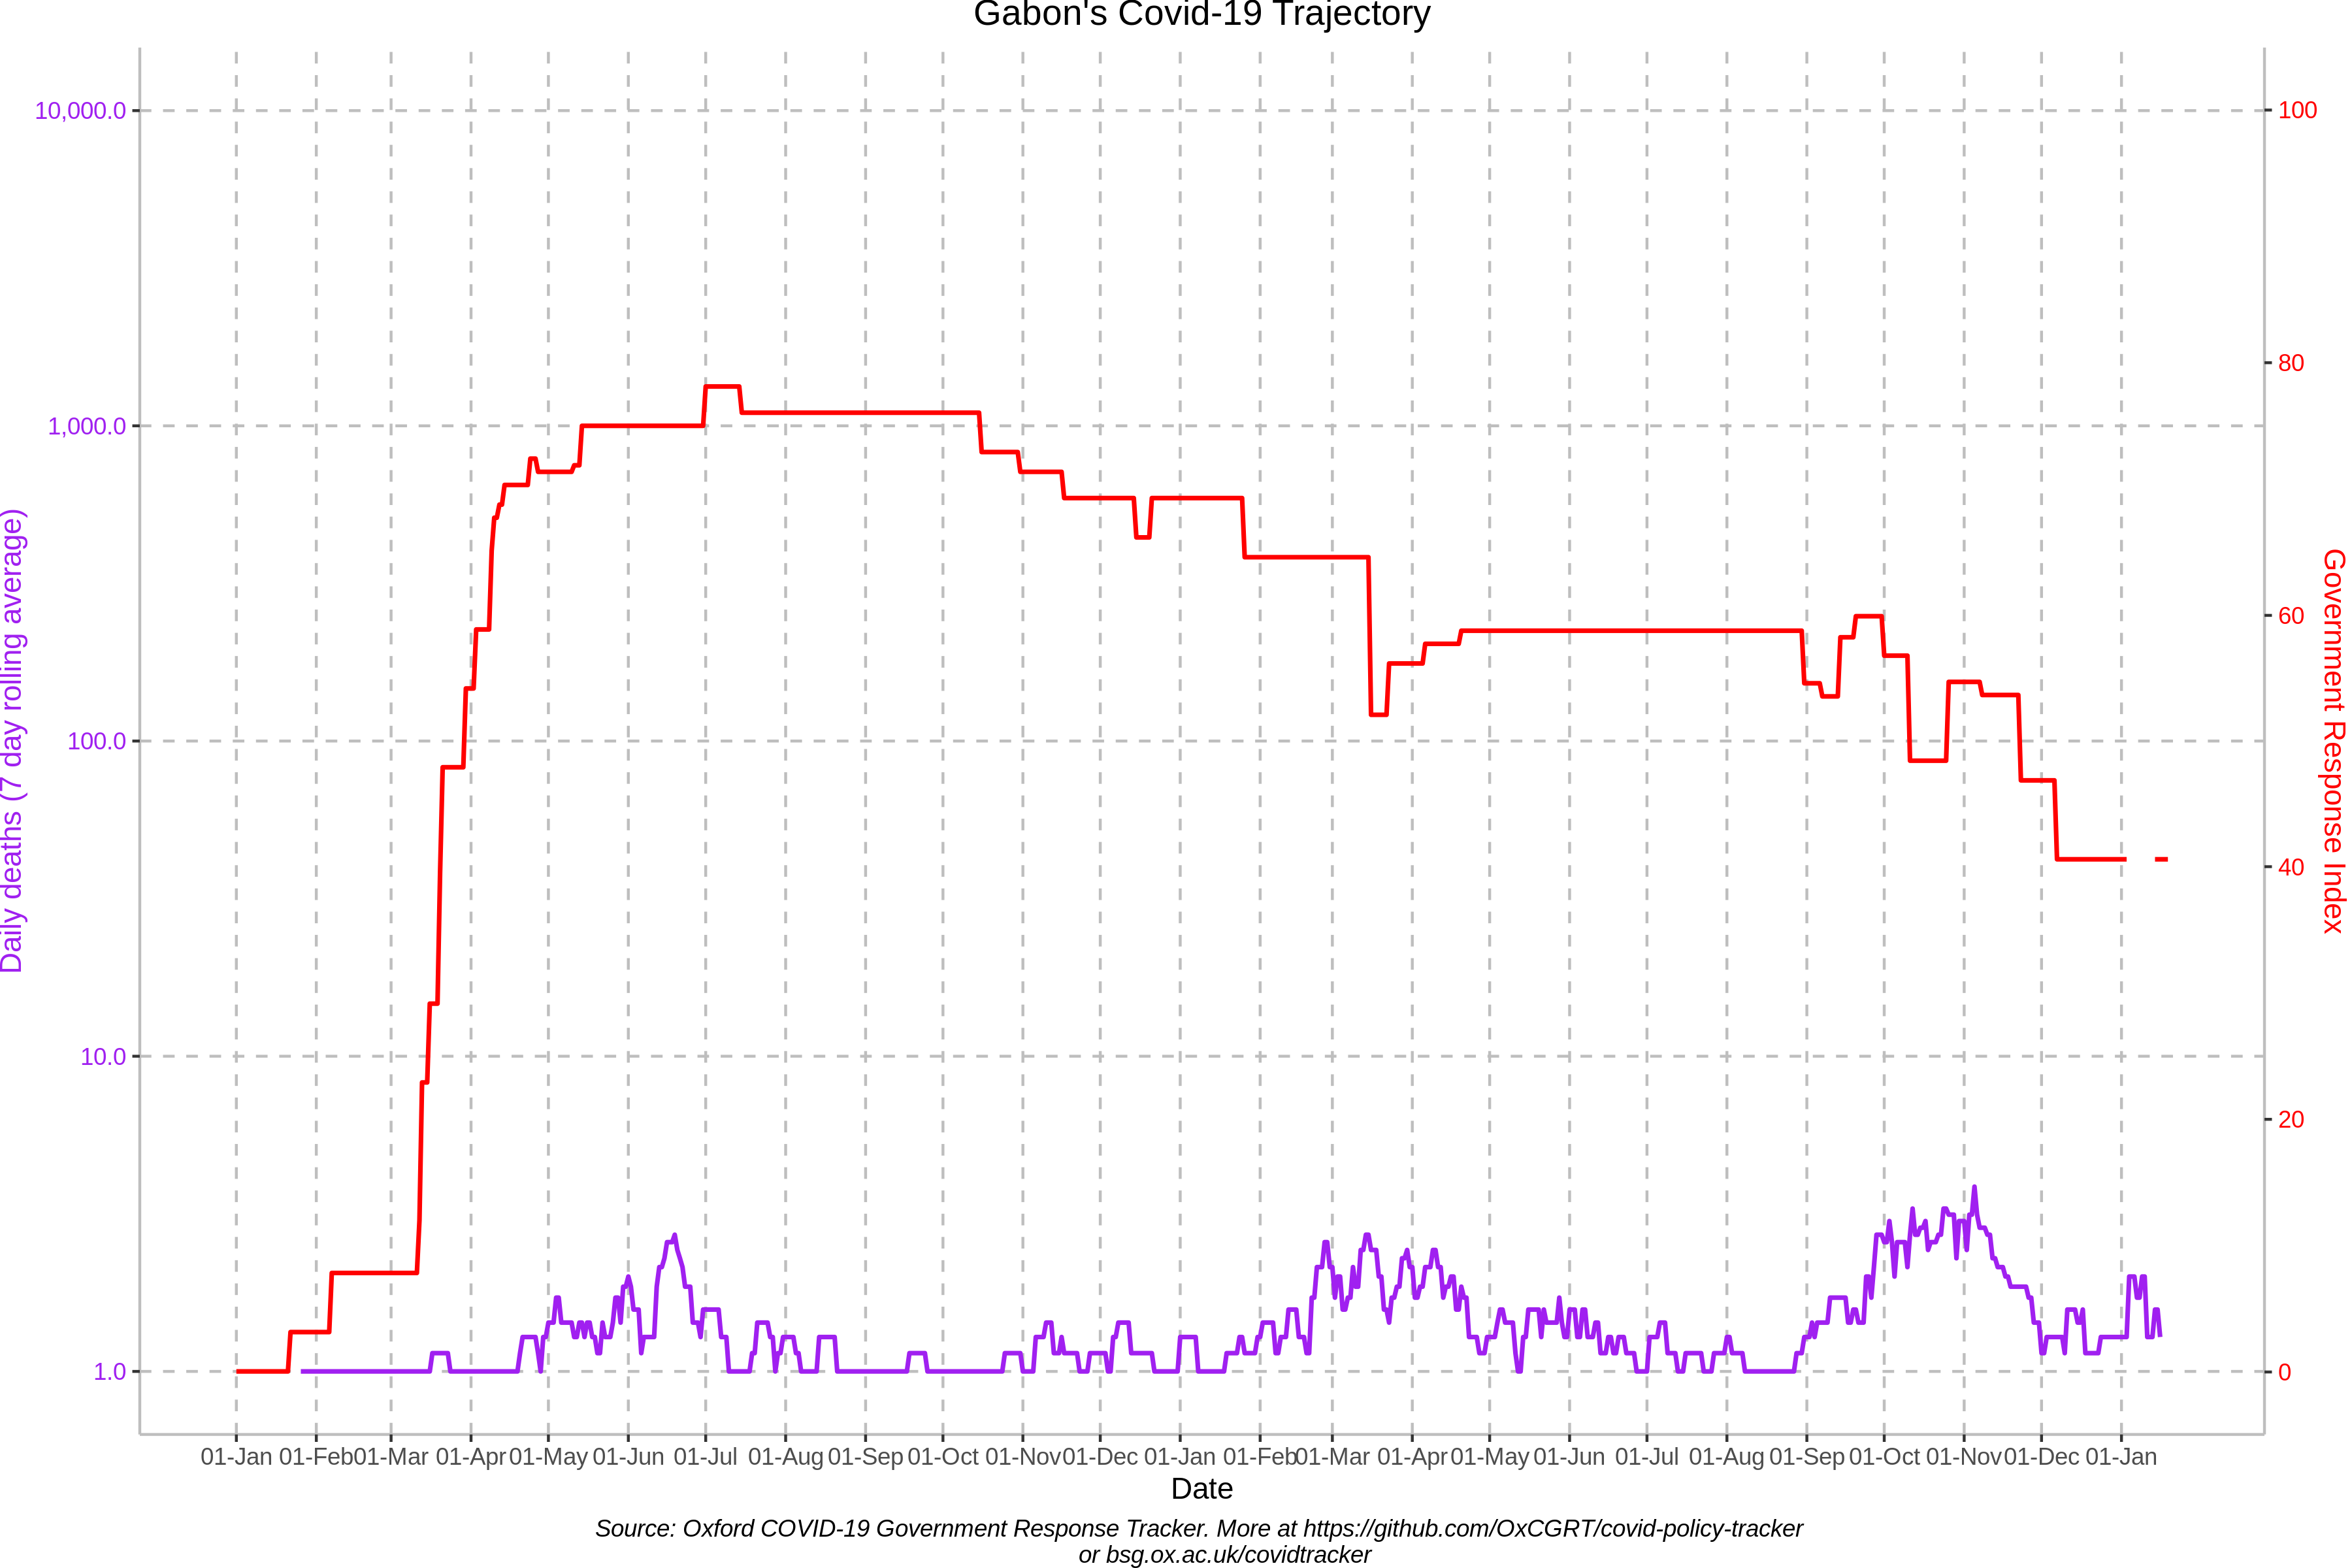 Gabon's Covid-19 Trajectory
10,000.0
1,000.0
100.0
10.0
1.0
Daily deaths (7 day rolling average)
100
80
60
40
20
0
Government Response Index
01-Jan 01-Feb 01-Mar 01-Apr 01-May 01-Jun 01-Jul 01-Aug 01-Sep 01-Oct 01-Nov 01-Dec 01-Jan 01-Feb 01-Mar 01-Apr 01-May 01-Jun 01-Jul 01-Aug 01-Sep 01-Oct 01-Nov 01-Dec 01-Jan
Date
Source: Oxford COVID-19 Government Response Tracker. More at https://github.com/OxCGRT/covid-policy-tracker
or bsg.ox.ac.uk/covidtracker